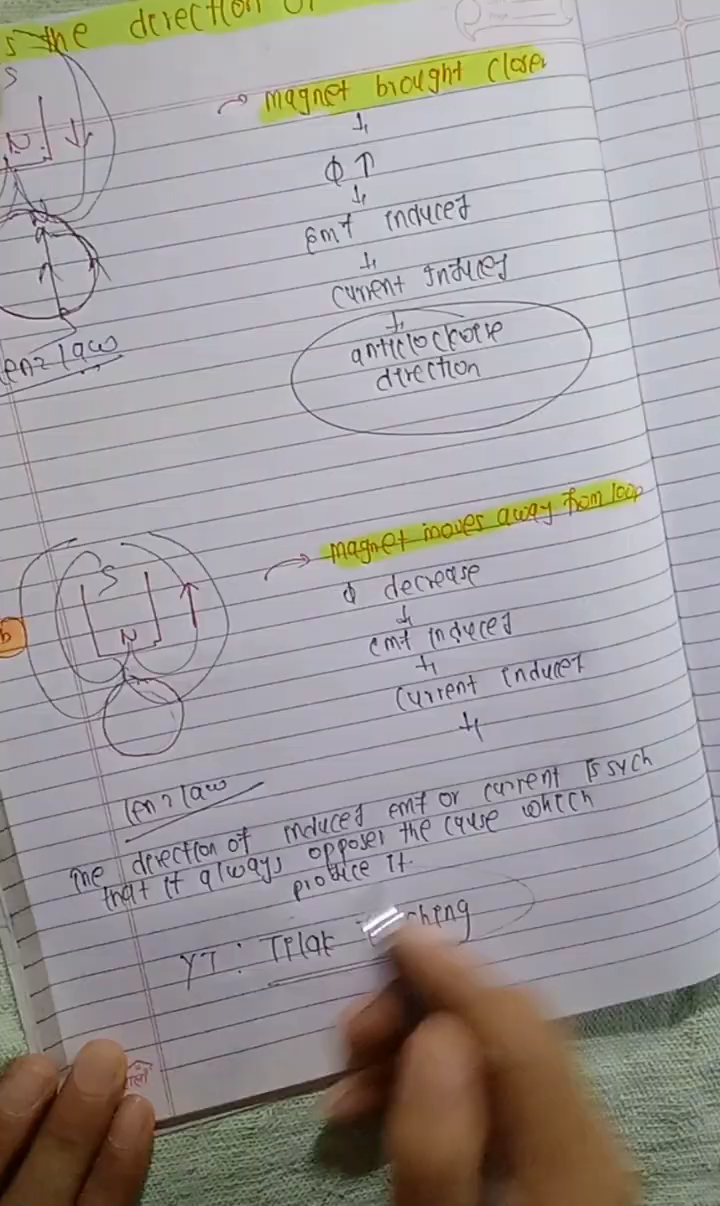 s the direction of
S
N
lenz law
→ magnet brought closer
↓
ϕ ↑
↓
Emf induced
↓
current induced
↓
anticlockwise
direction
b
S
N
→ magnet moves away from loop
ϕ decrease
↓
emf induced
↓
current induced
↓
lenz law
The direction of induced emf or current is such
that it always opposes the cause which
produce it.
YT: